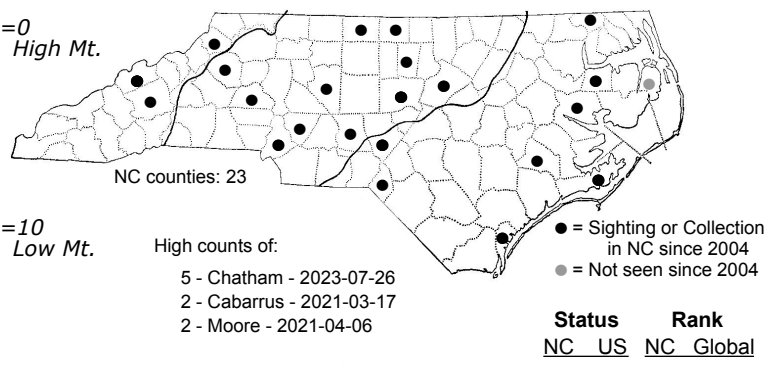 =0
High Mt.
NC counties: 23
=10
Low Mt.
High counts of:
5 - Chatham - 2023-07-26
2 - Cabarrus - 2021-03-17
2 - Moore - 2021-04-06
● = Sighting or Collection
in NC since 2004
● = Not seen since 2004
Status Rank
NC US NC Global